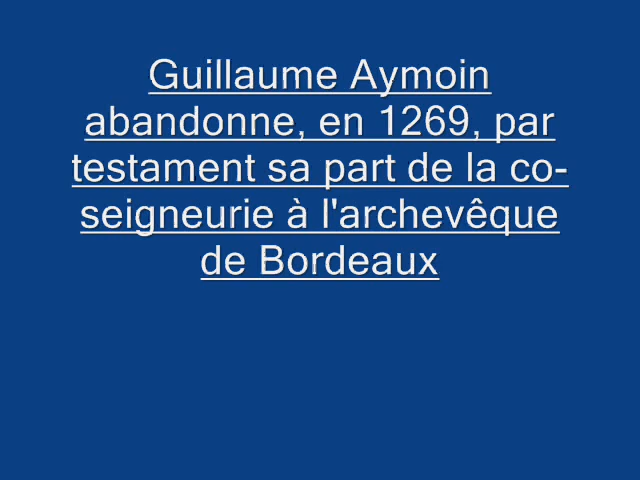 Guillaume Aymoin
abandonne, en 1269, par
testament sa part de la co-
seigneurie à l'archevêque
de Bordeaux